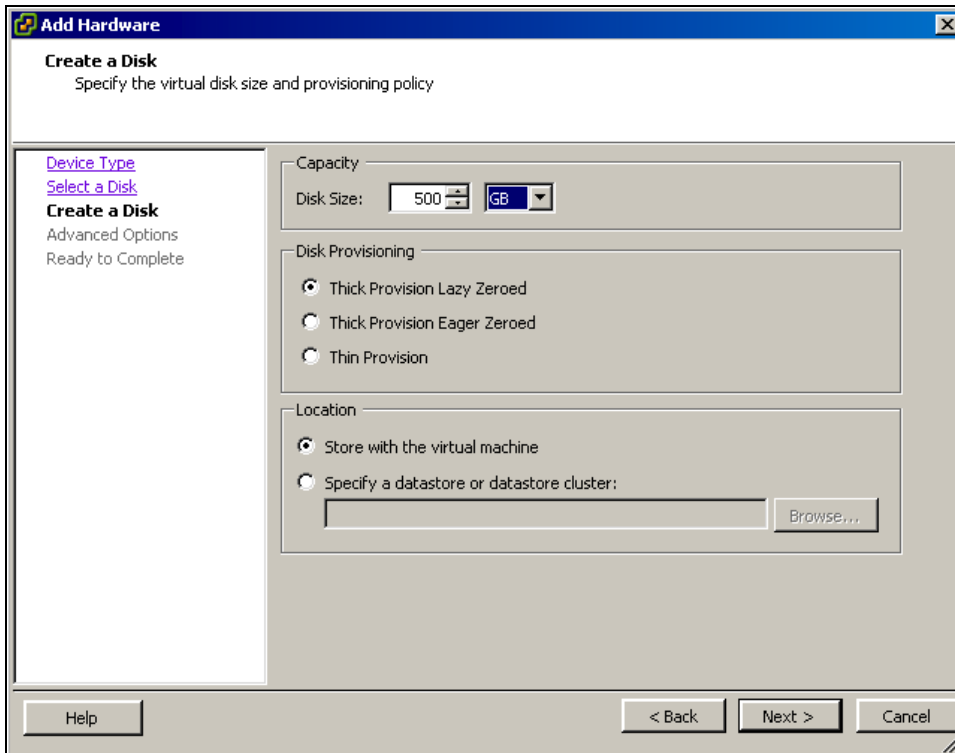 Add Hardware
Create a Disk
Specify the virtual disk size and provisioning policy
Device Type
Select a Disk
Create a Disk
Advanced Options
Ready to Complete
Capacity
Disk Size: 500 GB
Disk Provisioning
Thick Provision Lazy Zeroed
Thick Provision Eager Zeroed
Thin Provision
Location
Store with the virtual machine
Specify a datastore or datastore cluster:
Browse...
Help
< Back
Next >
Cancel